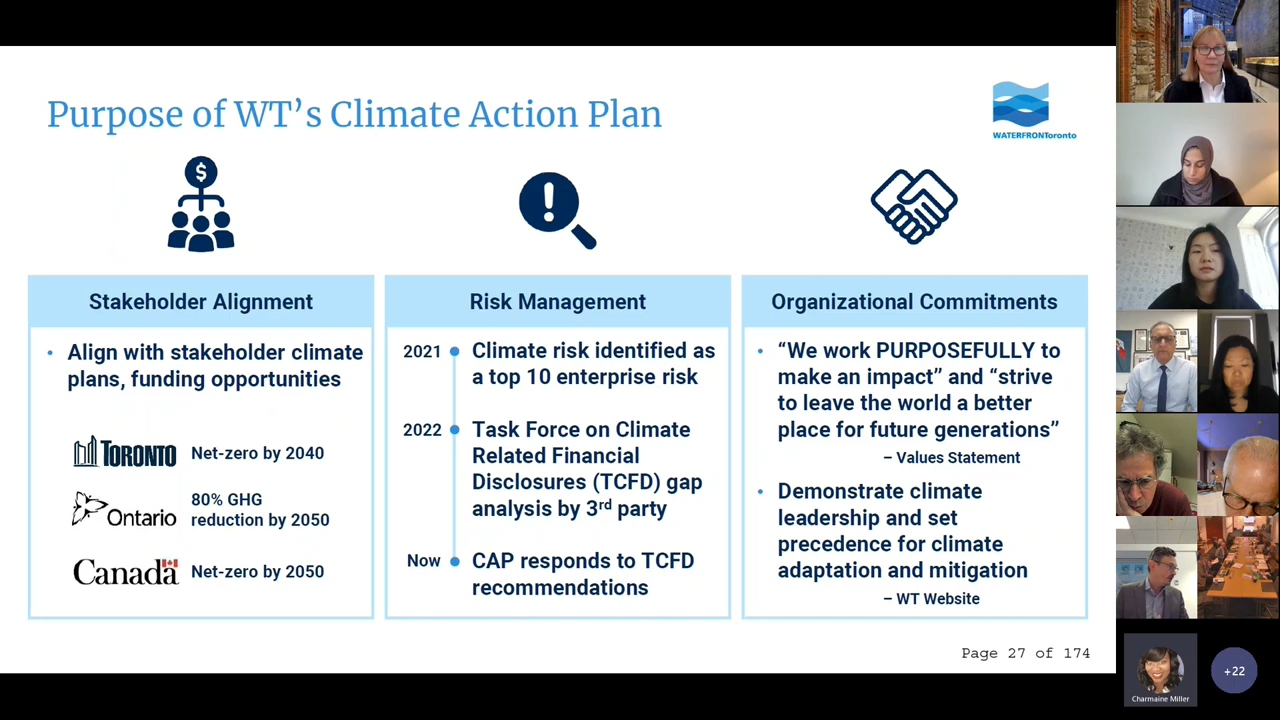 Purpose of WT’s Climate Action Plan
WATERFRONToronto
$
!
Stakeholder Alignment
• Align with stakeholder climate
plans, funding opportunities
TORONTO
Net-zero by 2040
Ontario
80% GHG
reduction by 2050
Canada
Net-zero by 2050
Risk Management
2021
Climate risk identified as
a top 10 enterprise risk
2022
Task Force on Climate
Related Financial
Disclosures (TCFD) gap
analysis by 3rd party
Now
CAP responds to TCFD
recommendations
Organizational Commitments
• “We work PURPOSEFULLY to
make an impact” and “strive
to leave the world a better
place for future generations”
– Values Statement
• Demonstrate climate
leadership and set
precedence for climate
adaptation and mitigation
– WT Website
Page 27 of 174
Charmaine Miller
+22